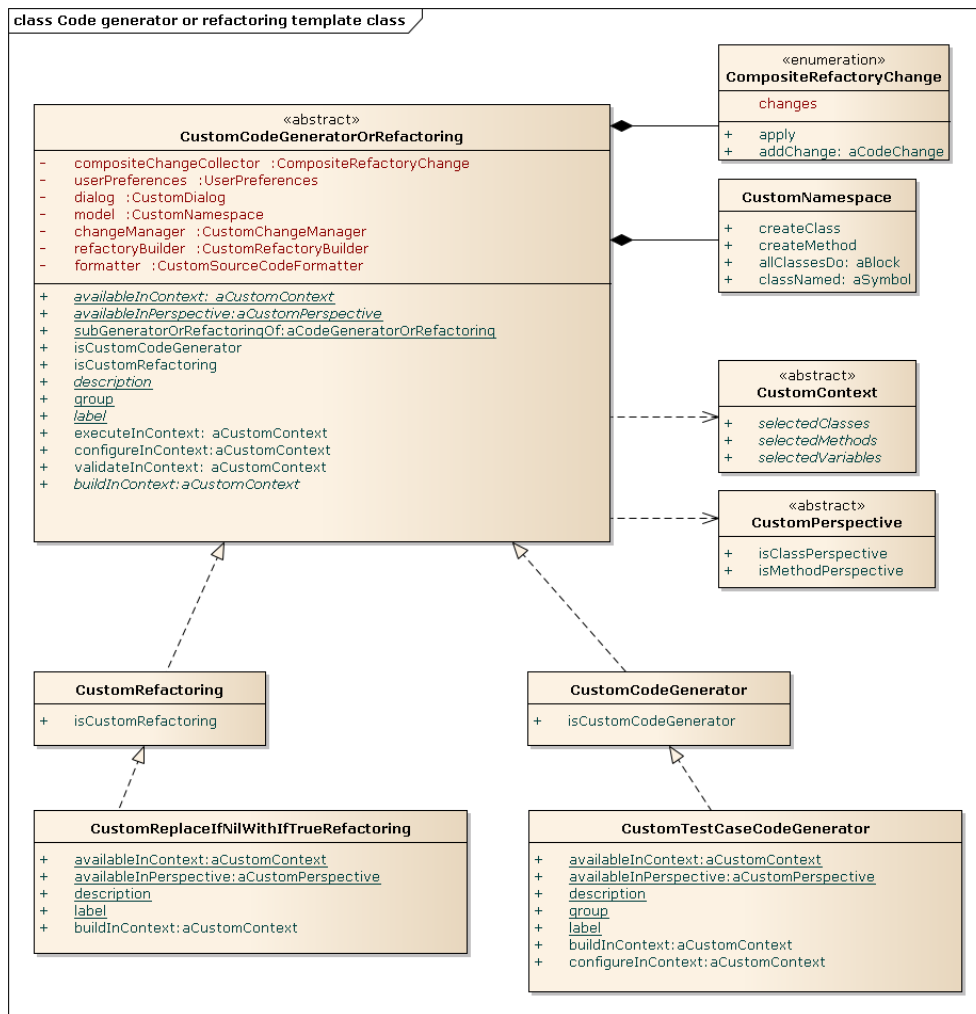 class Code generator or refactoring template class
«enumeration»
CompositeRefactoryChange
changes
+ apply
+ addChange: aCodeChange
«abstract»
CustomCodeGeneratorOrRefactoring
- compositeChangeCollector :CompositeRefactoryChange
- userPreferences :UserPreferences
- dialog :CustomDialog
- model :CustomNamespace
- changeManager :CustomChangeManager
- refactoryBuilder :CustomRefactoryBuilder
- formatter :CustomSourceCodeFormatter
+ availableInContext: aCustomContext
+ availableInPerspective:aCustomPerspective
+ subGeneratorOrRefactoringOf:aCodeGeneratorOrRefactoring
+ isCustomCodeGenerator
+ isCustomRefactoring
+ description
+ group
+ label
+ executeInContext: aCustomContext
+ configureInContext:aCustomContext
+ validateInContext: aCustomContext
+ buildInContext:aCustomContext
CustomNamespace
+ createClass
+ createMethod
+ allClassesDo: aBlock
+ classNamed: aSymbol
«abstract»
CustomContext
+ selectedClasses
+ selectedMethods
+ selectedVariables
«abstract»
CustomPerspective
+ isClassPerspective
+ isMethodPerspective
CustomRefactoring
+ isCustomRefactoring
CustomCodeGenerator
+ isCustomCodeGenerator
CustomReplaceIfNilWithIfTrueRefactoring
+ availableInContext:aCustomContext
+ availableInPerspective:aCustomPerspective
+ description
+ label
+ buildInContext:aCustomContext
CustomTestCaseCodeGenerator
+ availableInContext:aCustomContext
+ availableInPerspective:aCustomPerspective
+ description
+ group
+ label
+ buildInContext:aCustomContext
+ configureInContext:aCustomContext